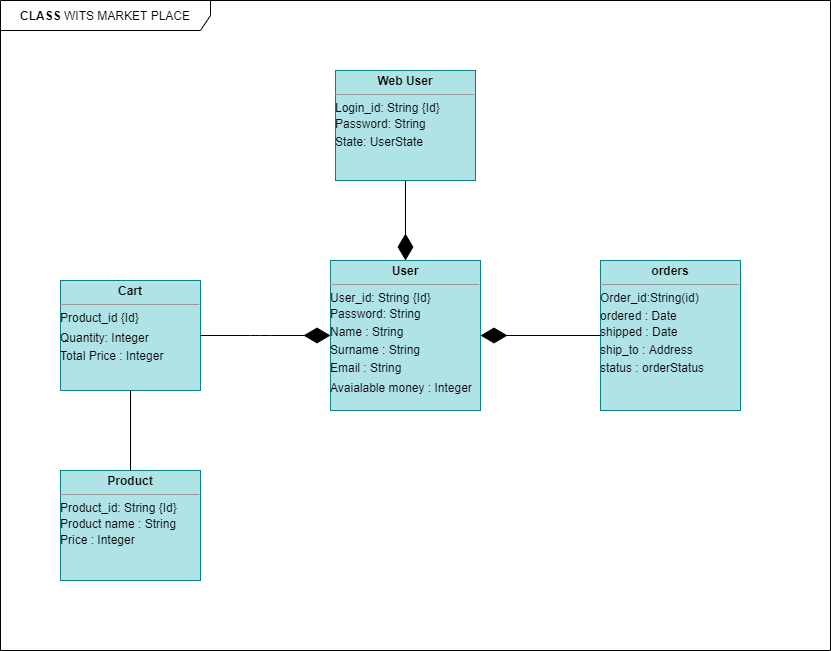 CLASS WITS MARKET PLACE
Web User
Login_id: String {Id}
Password: String
State: UserState
User
User_id: String {Id}
Password: String
Name : String
Surname : String
Email : String
Avaialable money : Integer
orders
Order_id:String(id)
ordered : Date
shipped : Date
ship_to : Address
status : orderStatus
Cart
Product_id {Id}
Quantity: Integer
Total Price : Integer
Product
Product_id: String {Id}
Product name : String
Price : Integer